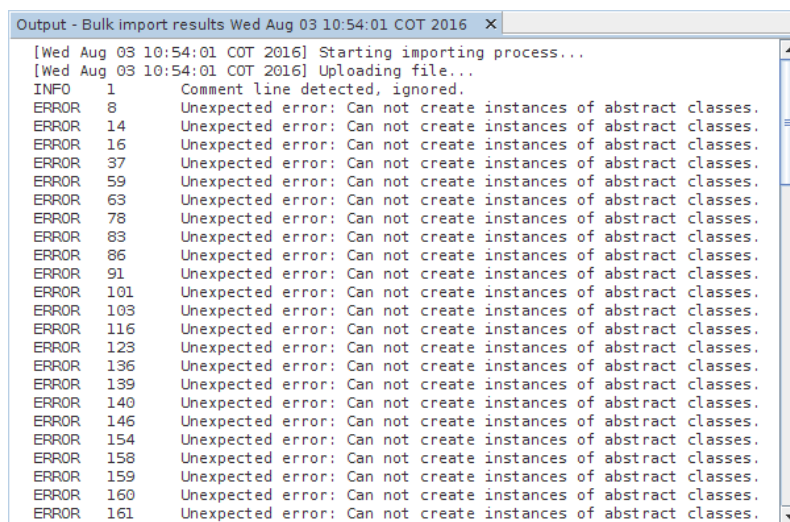 Output - Bulk import results Wed Aug 03 10:54:01 COT 2016 ✕
[Wed Aug 03 10:54:01 COT 2016] Starting importing process...
[Wed Aug 03 10:54:01 COT 2016] Uploading file...
INFO 1 Comment line detected, ignored.
ERROR 8 Unexpected error: Can not create instances of abstract classes.
ERROR 14 Unexpected error: Can not create instances of abstract classes.
ERROR 16 Unexpected error: Can not create instances of abstract classes.
ERROR 37 Unexpected error: Can not create instances of abstract classes.
ERROR 59 Unexpected error: Can not create instances of abstract classes.
ERROR 63 Unexpected error: Can not create instances of abstract classes.
ERROR 78 Unexpected error: Can not create instances of abstract classes.
ERROR 83 Unexpected error: Can not create instances of abstract classes.
ERROR 86 Unexpected error: Can not create instances of abstract classes.
ERROR 91 Unexpected error: Can not create instances of abstract classes.
ERROR 101 Unexpected error: Can not create instances of abstract classes.
ERROR 103 Unexpected error: Can not create instances of abstract classes.
ERROR 116 Unexpected error: Can not create instances of abstract classes.
ERROR 123 Unexpected error: Can not create instances of abstract classes.
ERROR 136 Unexpected error: Can not create instances of abstract classes.
ERROR 139 Unexpected error: Can not create instances of abstract classes.
ERROR 140 Unexpected error: Can not create instances of abstract classes.
ERROR 146 Unexpected error: Can not create instances of abstract classes.
ERROR 154 Unexpected error: Can not create instances of abstract classes.
ERROR 158 Unexpected error: Can not create instances of abstract classes.
ERROR 159 Unexpected error: Can not create instances of abstract classes.
ERROR 160 Unexpected error: Can not create instances of abstract classes.
ERROR 161 Unexpected error: Can not create instances of abstract classes.